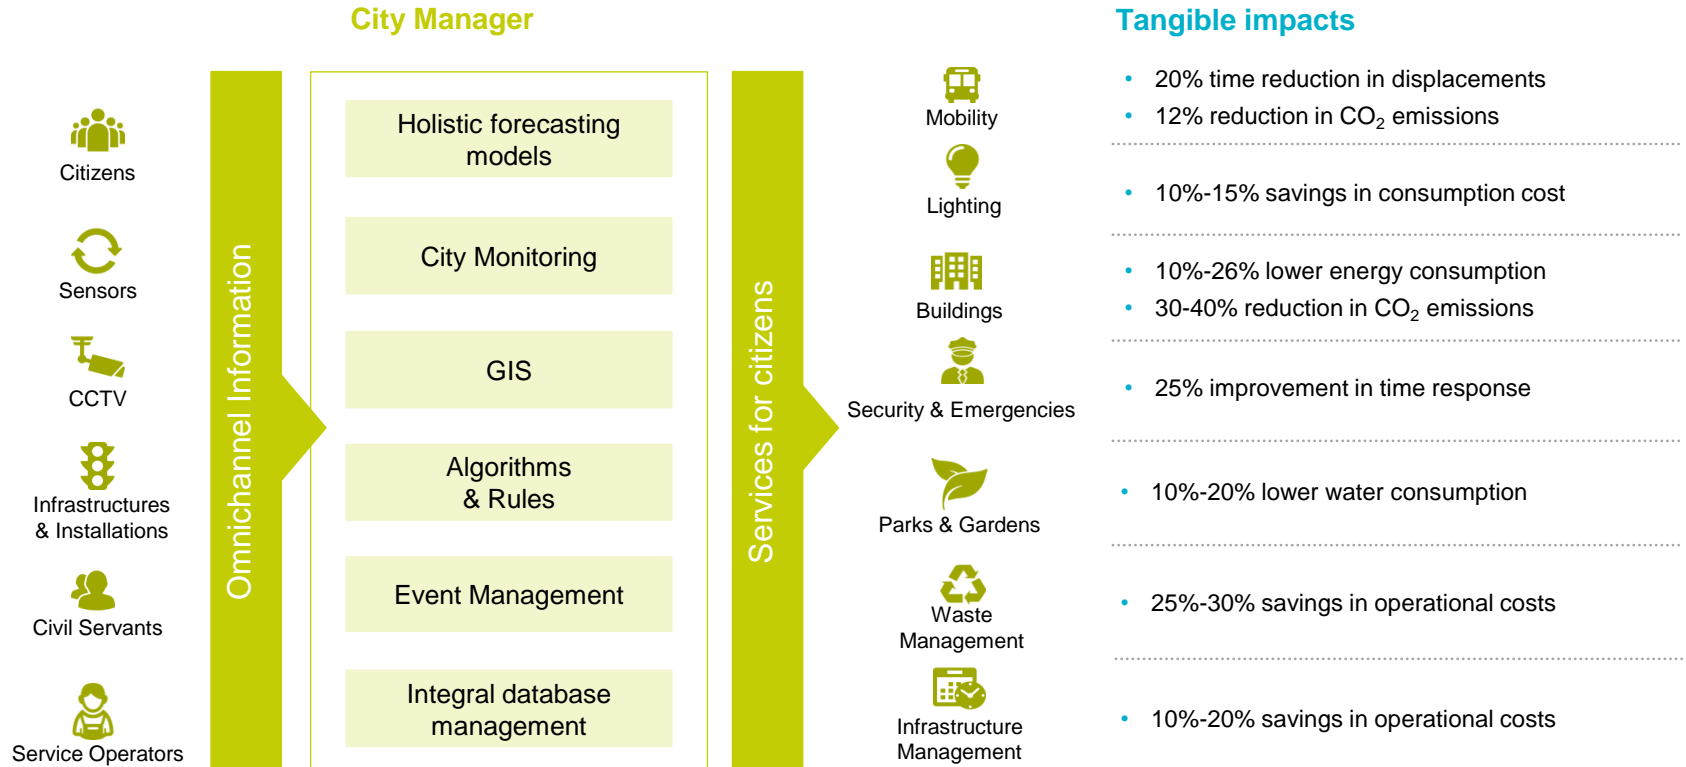 City Manager
Tangible impacts
Citizens
Sensors
CCTV
Infrastructures
& Installations
Civil Servants
Service Operators
Omnichannel Information
Holistic forecasting
models
City Monitoring
GIS
Algorithms
& Rules
Event Management
Integral database
management
Services for citizens
Mobility
• 20% time reduction in displacements
• 12% reduction in CO₂ emissions
Lighting
• 10%-15% savings in consumption cost
Buildings
• 10%-26% lower energy consumption
• 30-40% reduction in CO₂ emissions
Security & Emergencies
• 25% improvement in time response
Parks & Gardens
• 10%-20% lower water consumption
Waste
Management
• 25%-30% savings in operational costs
Infrastructure
Management
• 10%-20% savings in operational costs